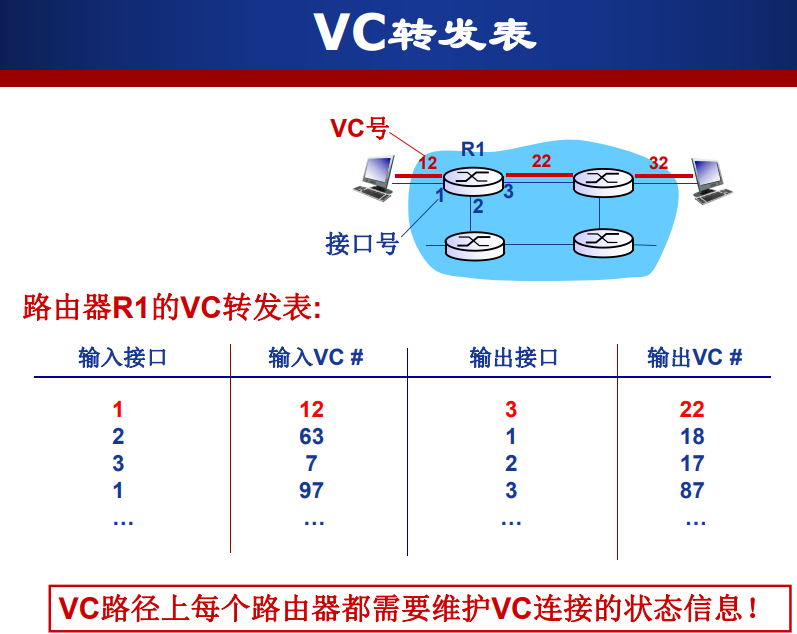 VC转发表
VC号
R1
12
22
32
1
2
3
接口号
路由器R1的VC转发表:
输入接口 输入VC # 输出接口 输出VC #
1 12 3 22
2 63 1 18
3 7 2 17
1 97 3 87
… … … …
VC路径上每个路由器都需要维护VC连接的状态信息！